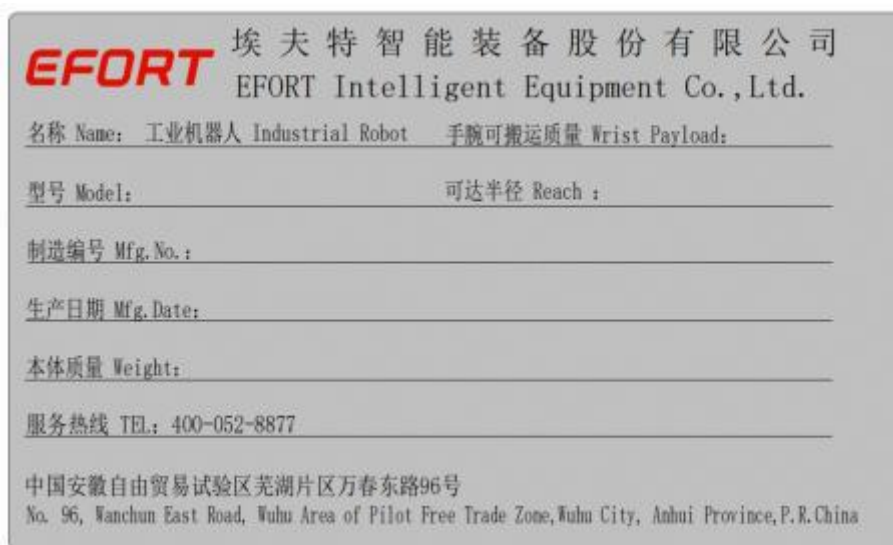 EFORT 埃夫特智能装备股份有限公司
EFORT Intelligent Equipment Co.,Ltd.
名称 Name: 工业机器人 Industrial Robot 手腕可搬运质量 Wrist Payload:
型号 Model: 可达半径 Reach :
制造编号 Mfg.No.:
生产日期 Mfg.Date:
本体质量 Weight:
服务热线 TEL: 400-052-8877
中国安徽自由贸易试验区芜湖片区万春东路96号
No. 96, Wanchun East Road, Wuhu Area of Pilot Free Trade Zone,Wuhu City, Anhui Province,P.R.China